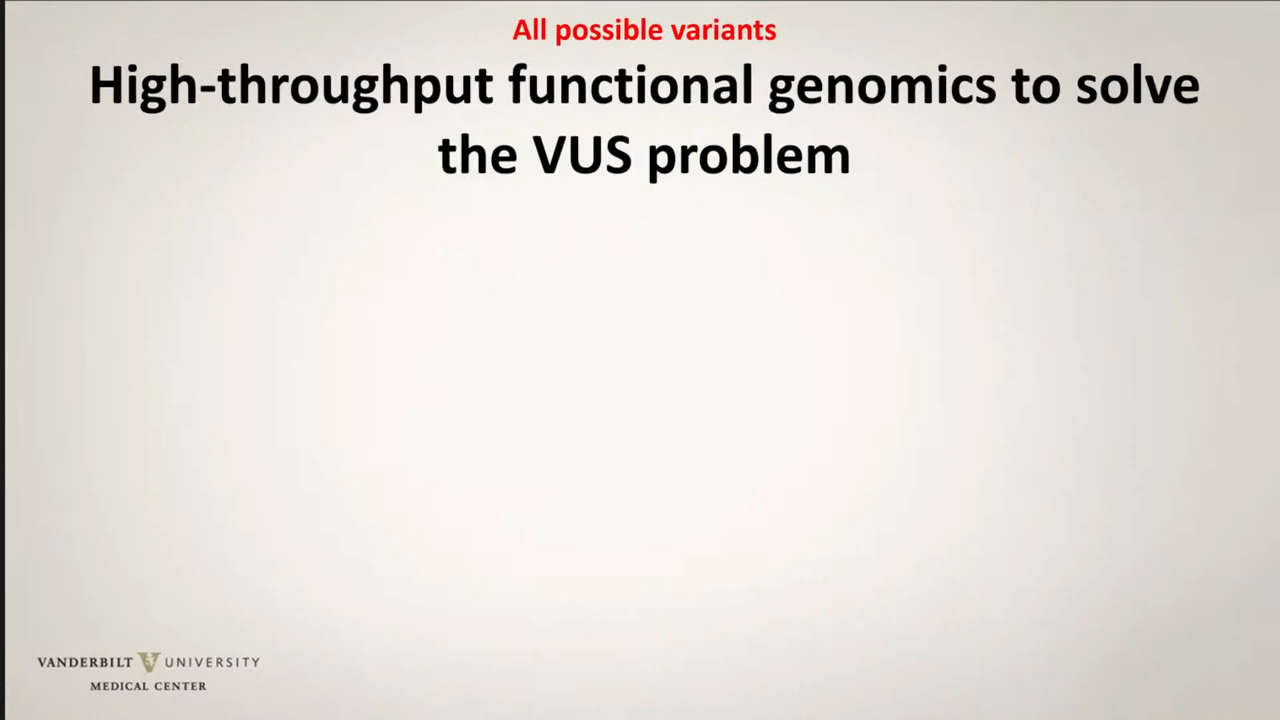 All possible variants
High-throughput functional genomics to solve
the VUS problem
VANDERBILT UNIVERSITY
MEDICAL CENTER